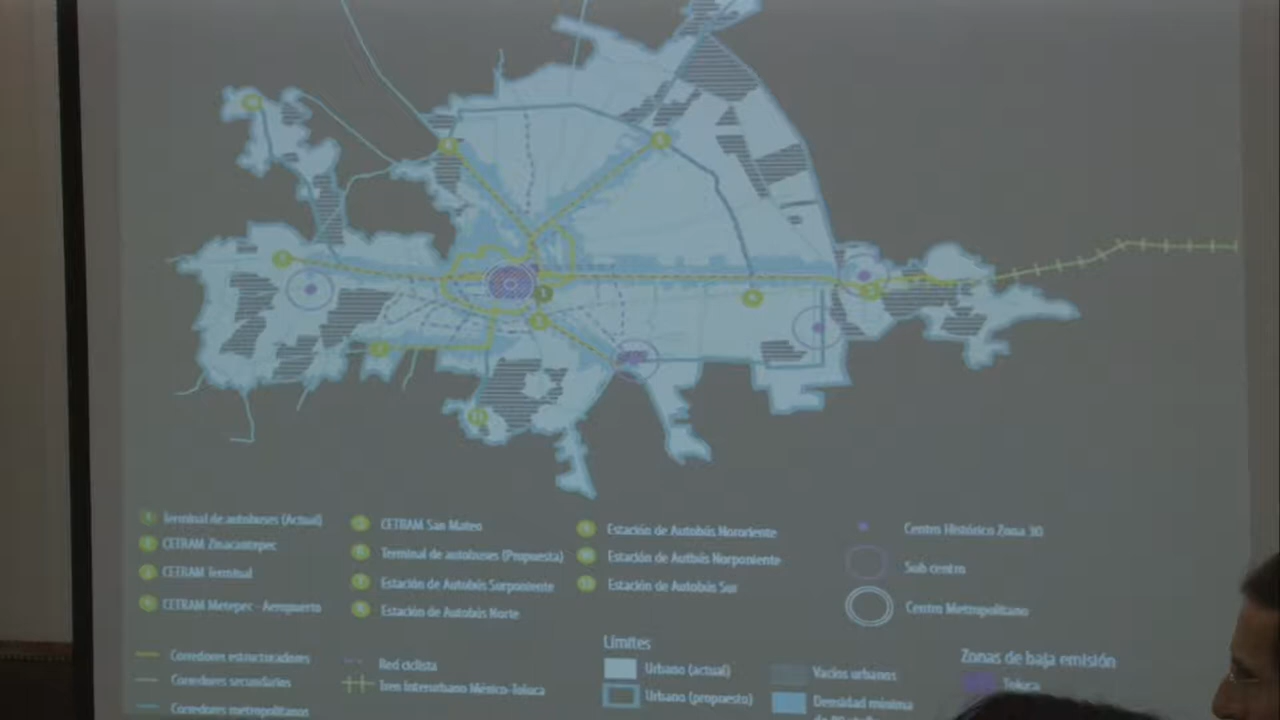 Terminal de autobuses (Actual)
CETRAM Zinacantepec
CETRAM Terminal
CETRAM Metepec - Aeropuerto
CETRAM San Mateo
Terminal de autobuses (Propuesta)
Estación de Autobús Surponiente
Estación de Autobús Norte
Estación de Autobús Nororiente
Estación de Autbús Norponiente
Estación de Autobús Sur
Centro Histórico Zona 30
Sub centro
Centro Metropolitano
Corredores estructuradores
Corredores secundarios
Corredores metropolitanos
Red ciclista
Tren Interurbano México-Toluca
Límites
Urbano (actual)
Urbano (propuesto)
Vacíos urbanos
Densidad mínima
Zonas de baja emisión
Toluca